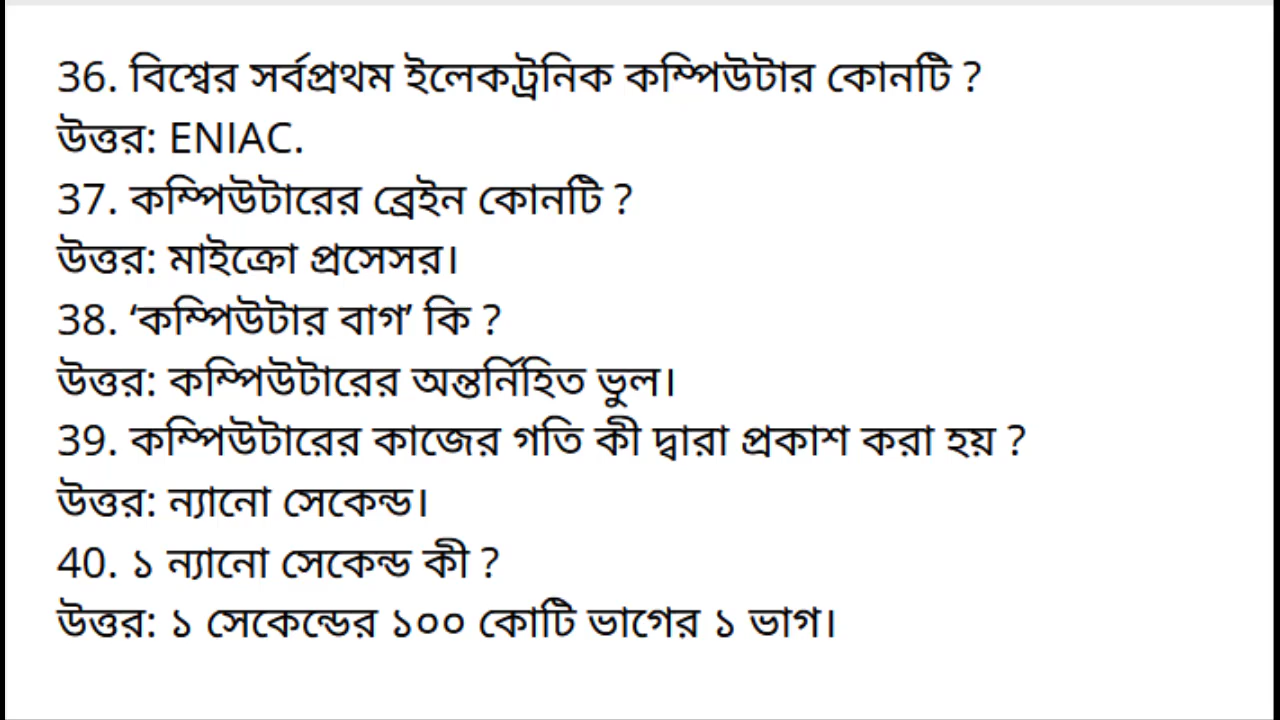 36. বিশ্বের সর্বপ্রথম ইলেকট্রনিক কম্পিউটার কোনটি ?
উত্তর: ENIAC.
37. কম্পিউটারের ব্রেইন কোনটি ?
উত্তর: মাইক্রো প্রসেসর।
38. ‘কম্পিউটার বাগ’ কি ?
উত্তর: কম্পিউটারের অন্তর্নিহিত ভুল।
39. কম্পিউটারের কাজের গতি কী দ্বারা প্রকাশ করা হয় ?
উত্তর: ন্যানো সেকেন্ড।
40. ১ ন্যানো সেকেন্ড কী ?
উত্তর: ১ সেকেন্ডের ১০০ কোটি ভাগের ১ ভাগ।